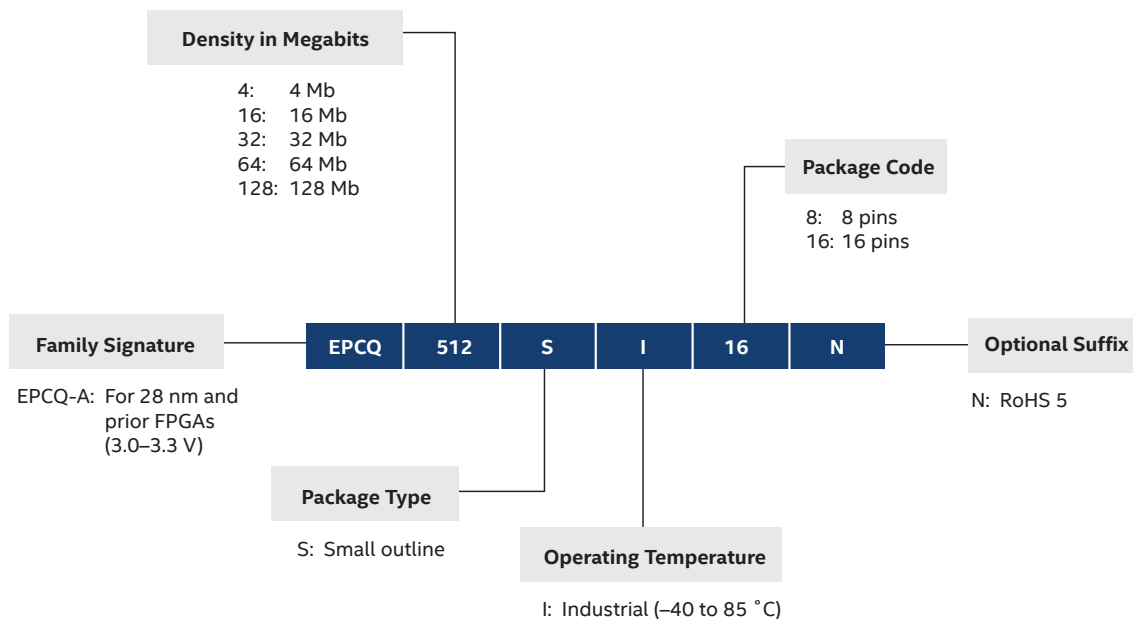 Density in Megabits
4: 4 Mb
16: 16 Mb
32: 32 Mb
64: 64 Mb
128: 128 Mb
Package Code
8: 8 pins
16: 16 pins
Family Signature
EPCQ 512 S I 16 N
Optional Suffix
EPCQ-A: For 28 nm and
prior FPGAs
(3.0–3.3 V)
N: RoHS 5
Package Type
S: Small outline
Operating Temperature
I: Industrial (–40 to 85 ˚C)